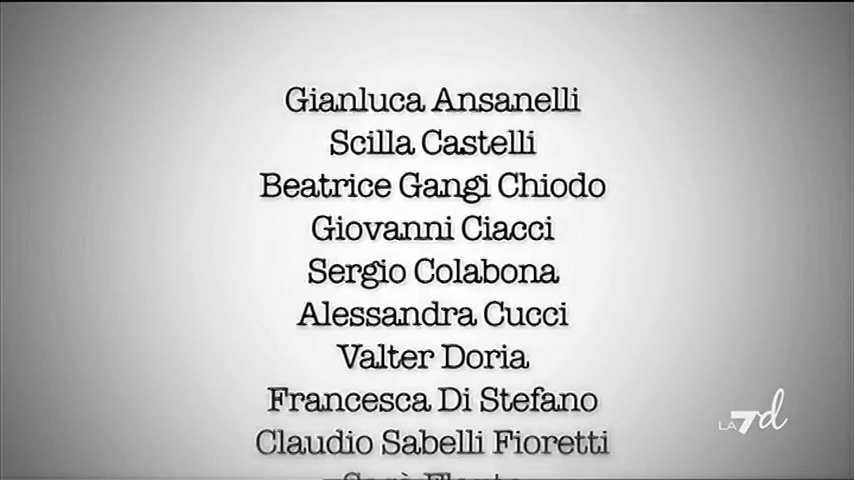 Gianluca Ansanelli
Scilla Castelli
Beatrice Gangi Chiodo
Giovanni Ciacci
Sergio Colabona
Alessandra Cucci
Valter Doria
Francesca Di Stefano
Claudio Sabelli Fioretti
LA7d